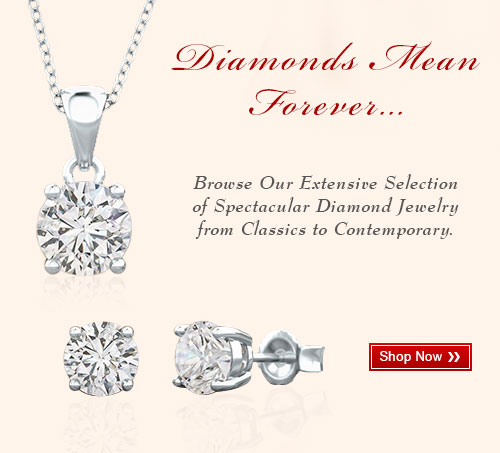 Diamonds Mean
Forever...
Browse Our Extensive Selection
of Spectacular Diamond Jewelry
from Classics to Contemporary.
Shop Now »